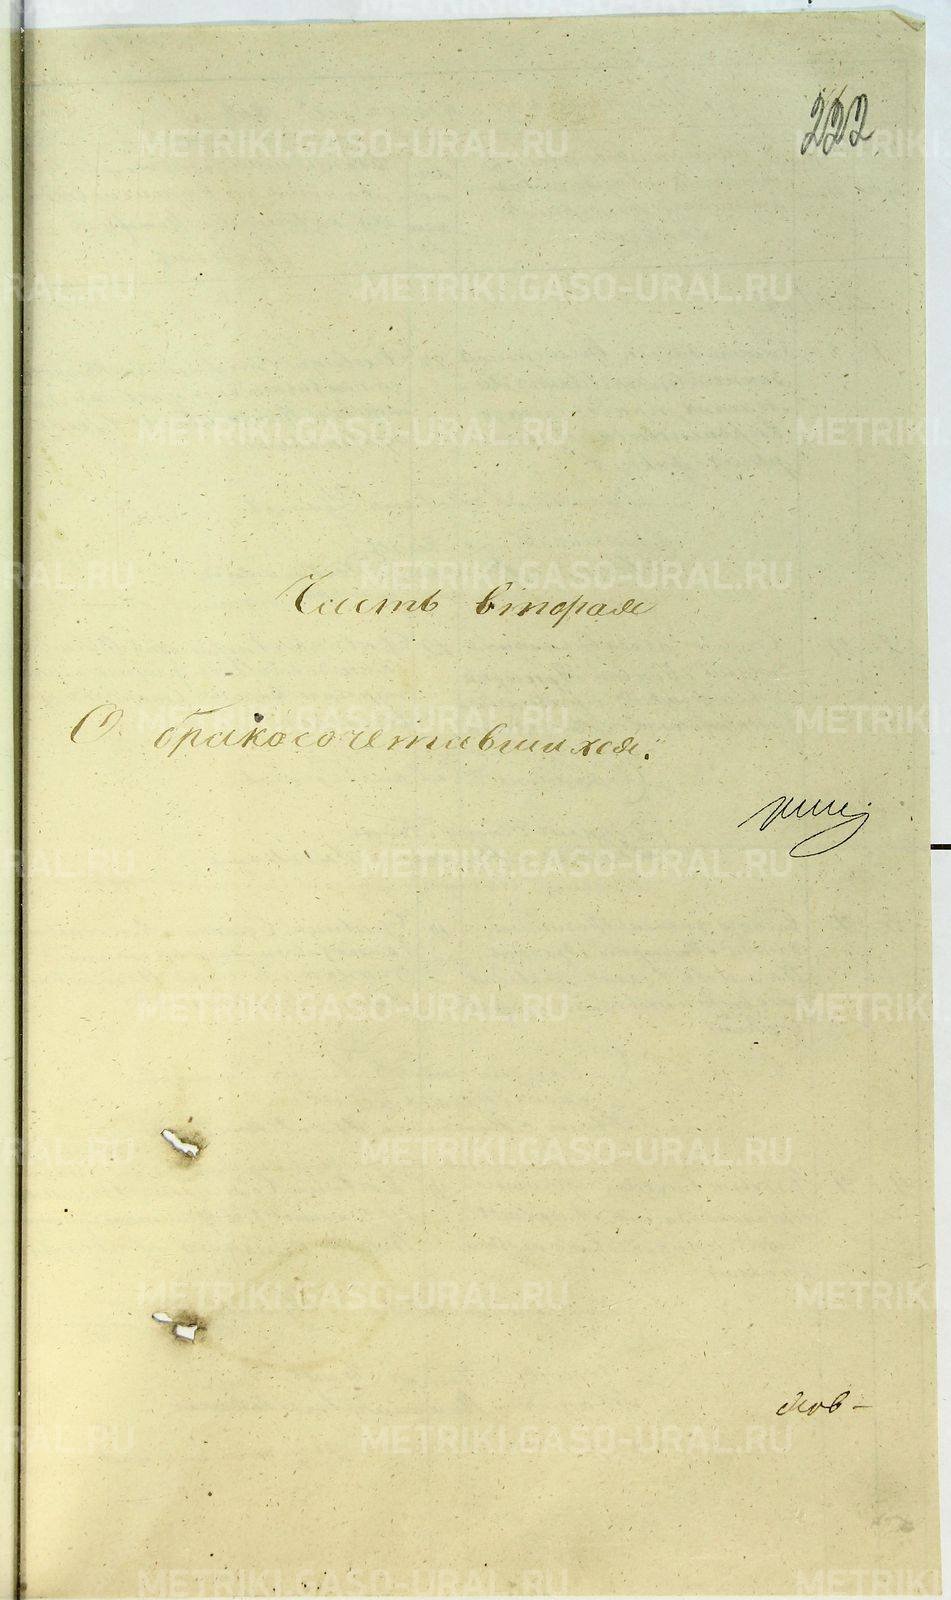 222
Часть вторая
О бракосочетавшихся.